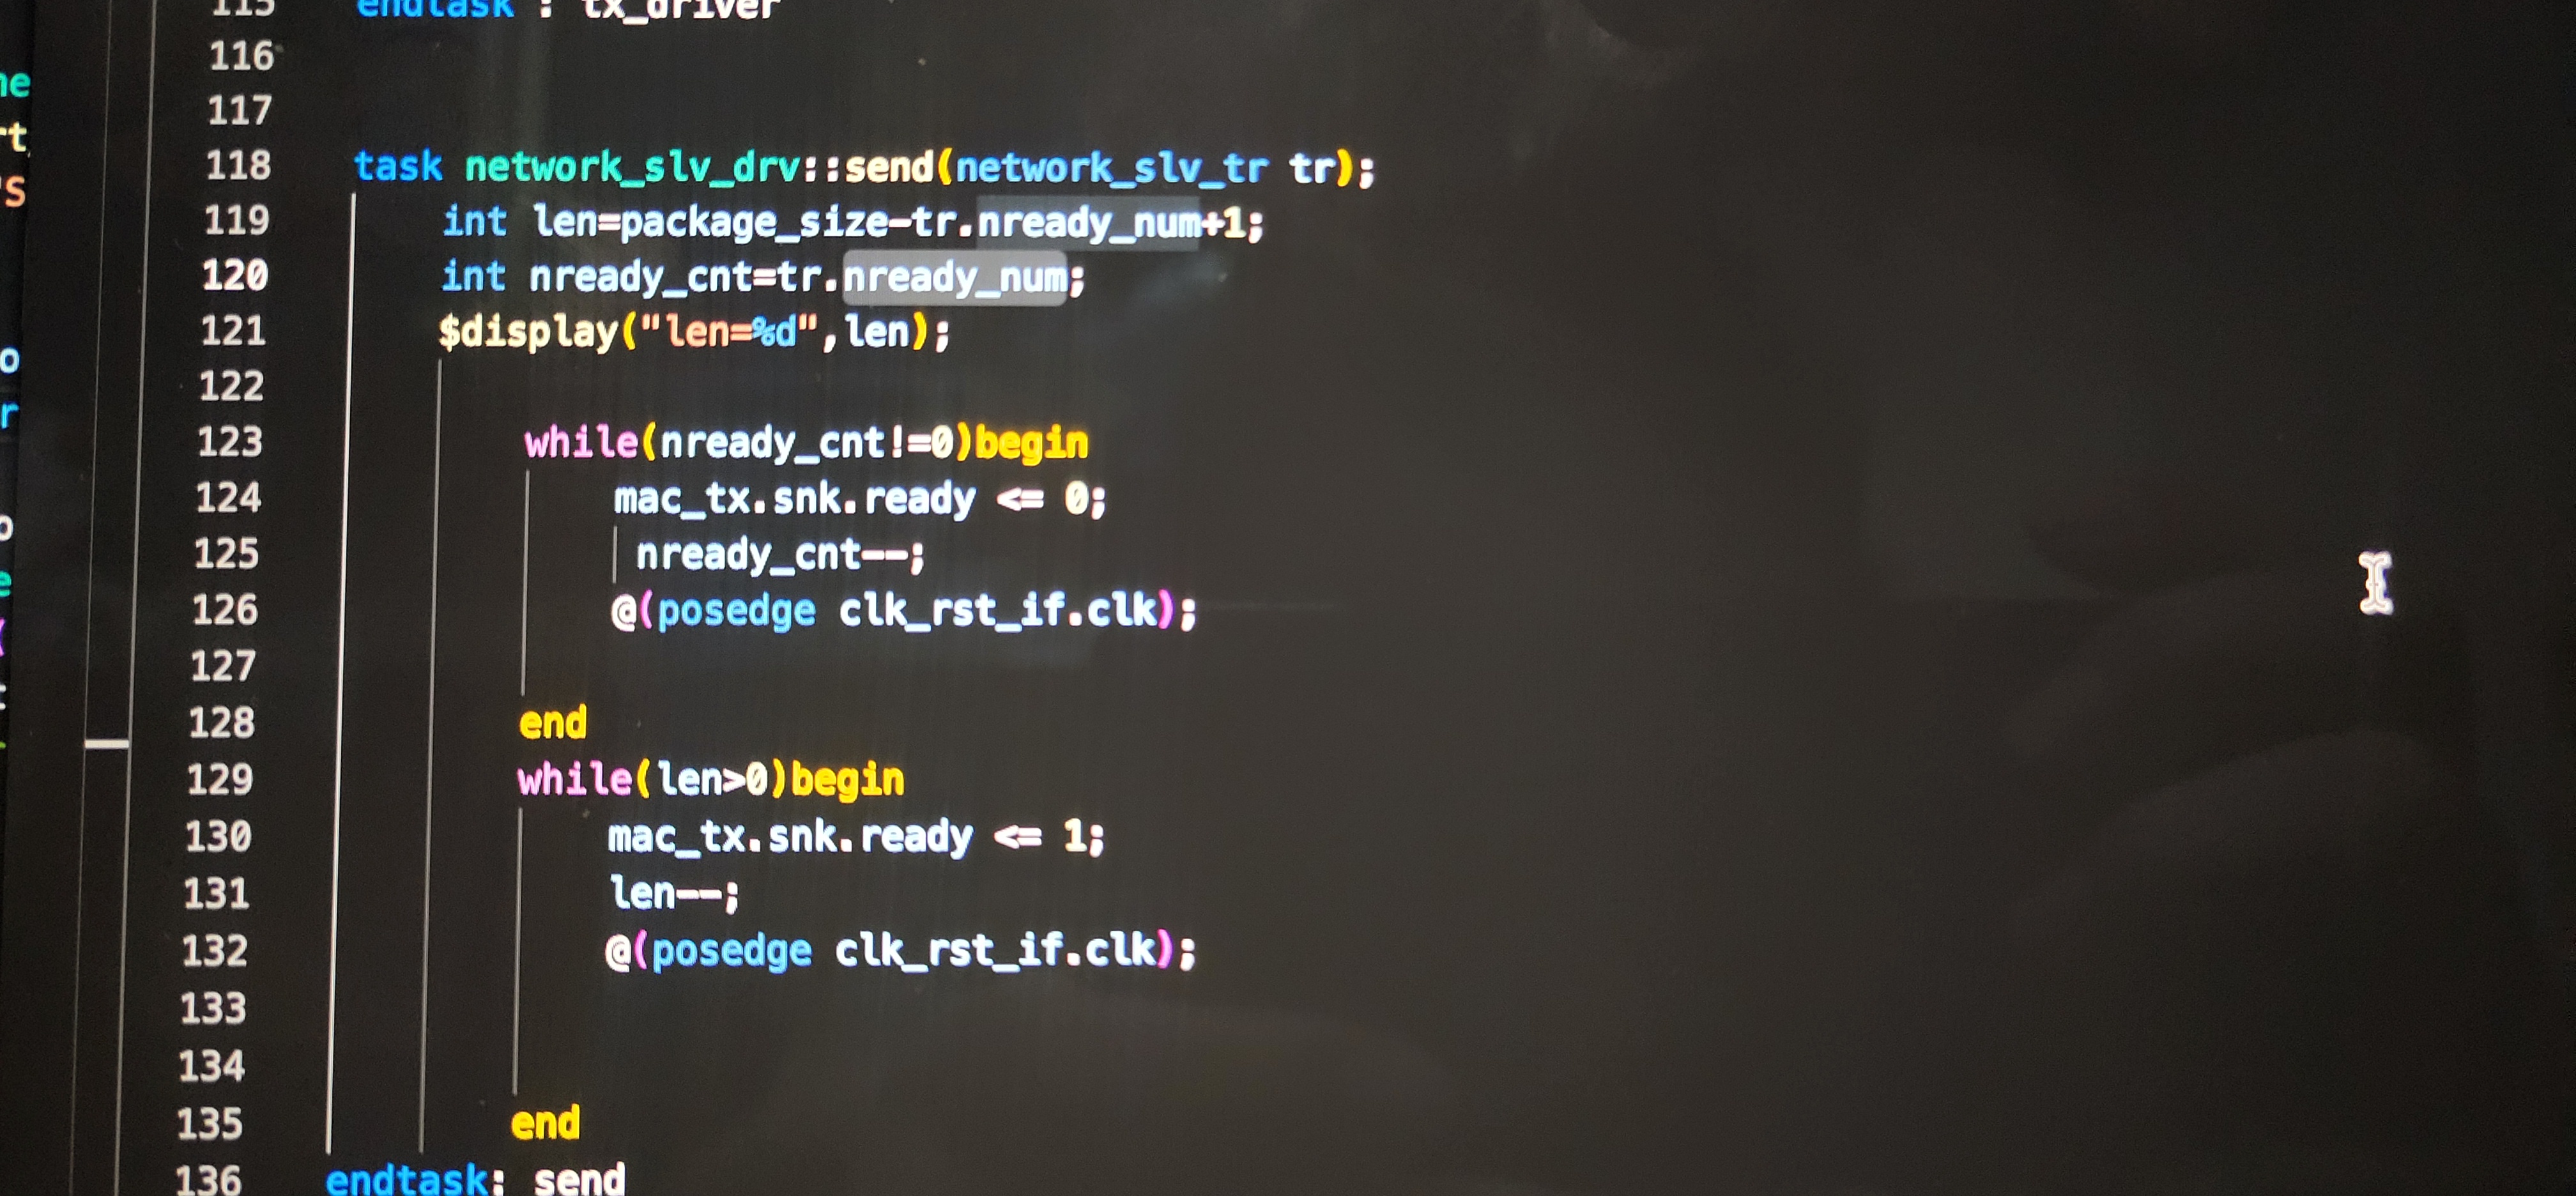 115 endtask : tx_driver
116
117
118 task network_slv_drv::send(network_slv_tr tr);
119 int len=package_size-tr.nready_num+1;
120 int nready_cnt=tr.nready_num;
121 $display("len=%d",len);
122
123 while(nready_cnt!=0)begin
124 mac_tx.snk.ready <= 0;
125 nready_cnt--;
126 @(posedge clk_rst_if.clk);
127
128 end
129 while(len>0)begin
130 mac_tx.snk.ready <= 1;
131 len--;
132 @(posedge clk_rst_if.clk);
133
134
135 end
136 endtask: send